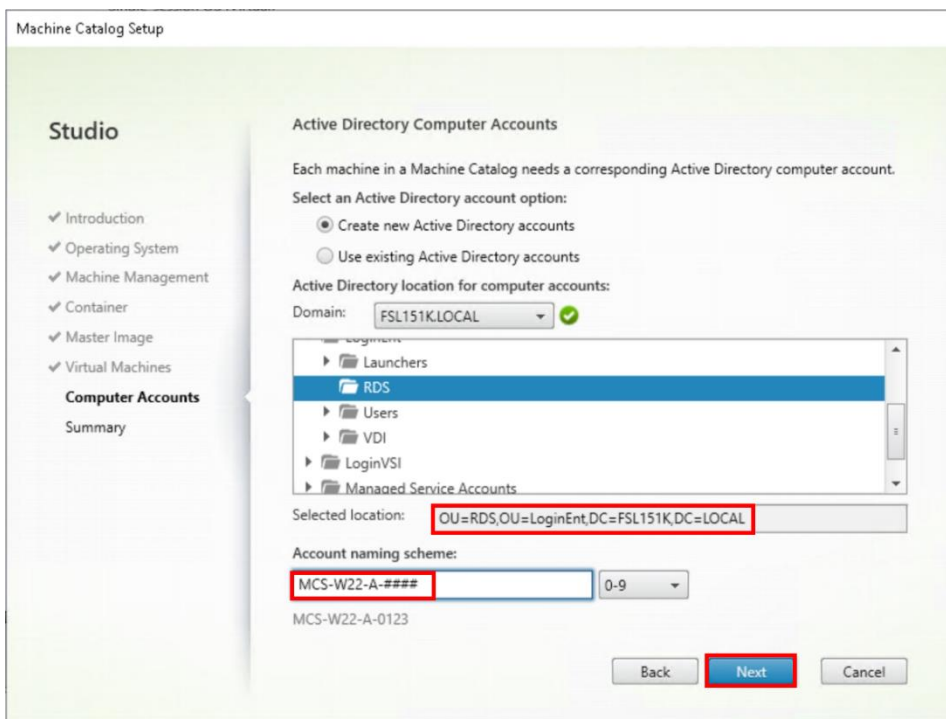 Machine Catalog Setup
Studio
Introduction
Operating System
Machine Management
Container
Master Image
Virtual Machines
Computer Accounts
Summary
Active Directory Computer Accounts
Each machine in a Machine Catalog needs a corresponding Active Directory computer account.
Select an Active Directory account option:
Create new Active Directory accounts
Use existing Active Directory accounts
Active Directory location for computer accounts:
Domain: FSL151K.LOCAL
LoginEnt
Launchers
RDS
Users
VDI
LoginVSI
Managed Service Accounts
Selected location: OU=RDS,OU=LoginEnt,DC=FSL151K,DC=LOCAL
Account naming scheme:
MCS-W22-A-#### 0-9
MCS-W22-A-0123
Back Next Cancel